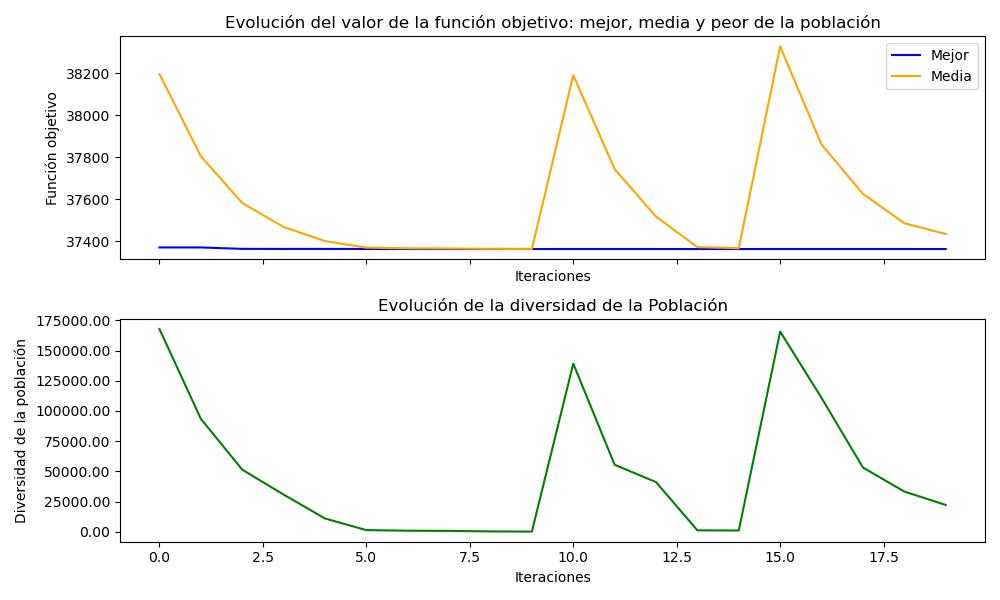 Evolución del valor de la función objetivo: mejor, media y peor de la población
Función objetivo
38200
38000
37800
37600
37400
Mejor
Media
Iteraciones
Evolución de la diversidad de la Población
Diversidad de la población
175000.00
150000.00
125000.00
100000.00
75000.00
50000.00
25000.00
0.00
0.0 2.5 5.0 7.5 10.0 12.5 15.0 17.5
Iteraciones